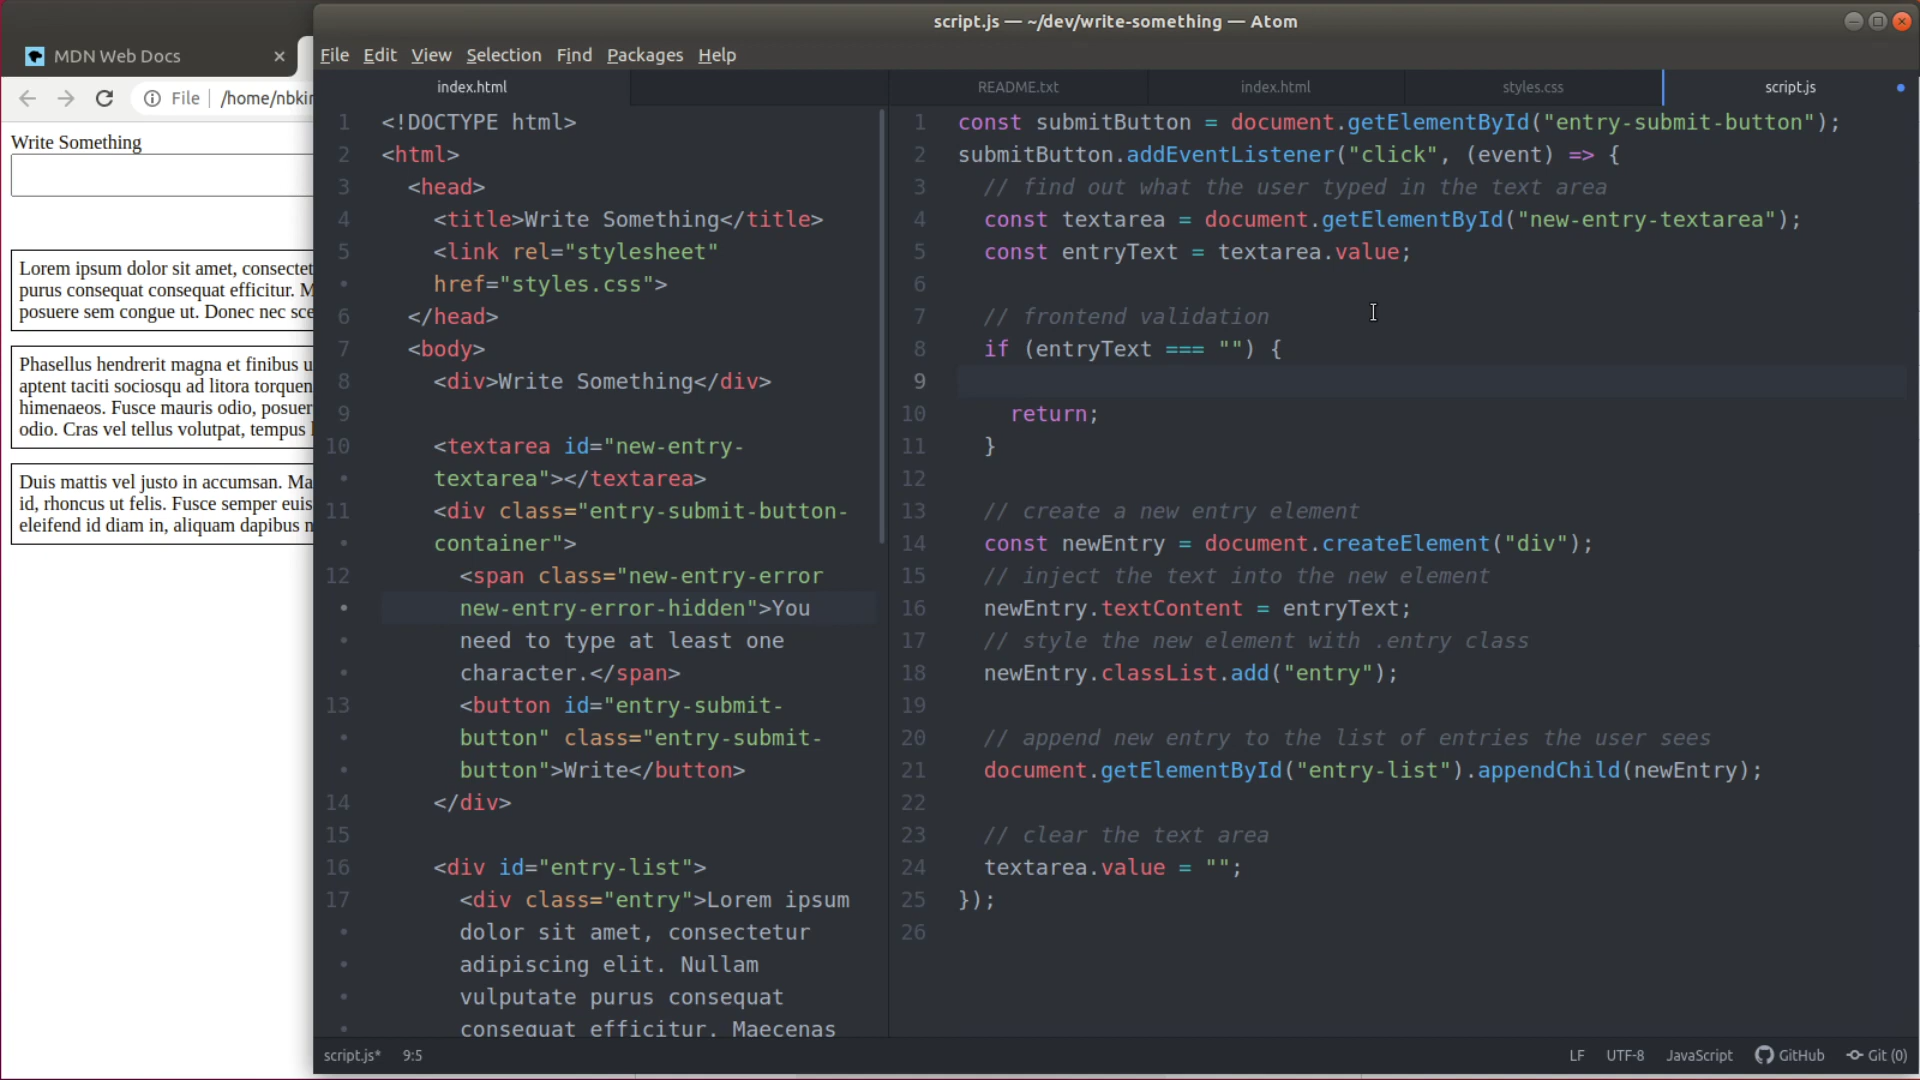 script.js — ~/dev/write-something — Atom
MDN Web Docs
File Edit View Selection Find Packages Help
File /home/nbkin
index.html
README.txt index.html styles.css script.js
Write Something
Lorem ipsum dolor sit amet, consectet
purus consequat consequat efficitur. M
posuere sem congue ut. Donec nec sce
Phasellus hendrerit magna et finibus u
aptent taciti sociosqu ad litora torquen
himenaeos. Fusce mauris odio, posuer
odio. Cras vel tellus volutpat, tempus
Duis mattis vel justo in accumsan. Ma
id, rhoncus ut felis. Fusce semper euis
eleifend id diam in, aliquam dapibus n
1 <!DOCTYPE html>
2 <html>
3 <head>
4 <title>Write Something</title>
5 <link rel="stylesheet"
• href="styles.css">
6 </head>
7 <body>
8 <div>Write Something</div>
9
10 <textarea id="new-entry-
• textarea"></textarea>
11 <div class="entry-submit-button-
• container">
12 <span class="new-entry-error
• new-entry-error-hidden">You
• need to type at least one
• character.</span>
13 <button id="entry-submit-
• button" class="entry-submit-
• button">Write</button>
14 </div>
15
16 <div id="entry-list">
17 <div class="entry">Lorem ipsum
• dolor sit amet, consectetur
• adipiscing elit. Nullam
• vulputate purus consequat
• consequat efficitur. Maecenas
1 const submitButton = document.getElementById("entry-submit-button");
2 submitButton.addEventListener("click", (event) => {
3 // find out what the user typed in the text area
4 const textarea = document.getElementById("new-entry-textarea");
5 const entryText = textarea.value;
6
7 // frontend validation
8 if (entryText === "") {
9
10 return;
11 }
12
13 // create a new entry element
14 const newEntry = document.createElement("div");
15 // inject the text into the new element
16 newEntry.textContent = entryText;
17 // style the new element with .entry class
18 newEntry.classList.add("entry");
19
20 // append new entry to the list of entries the user sees
21 document.getElementById("entry-list").appendChild(newEntry);
22
23 // clear the text area
24 textarea.value = "";
25 });
26
script.js* 9:5 LF UTF-8 JavaScript GitHub Git (0)